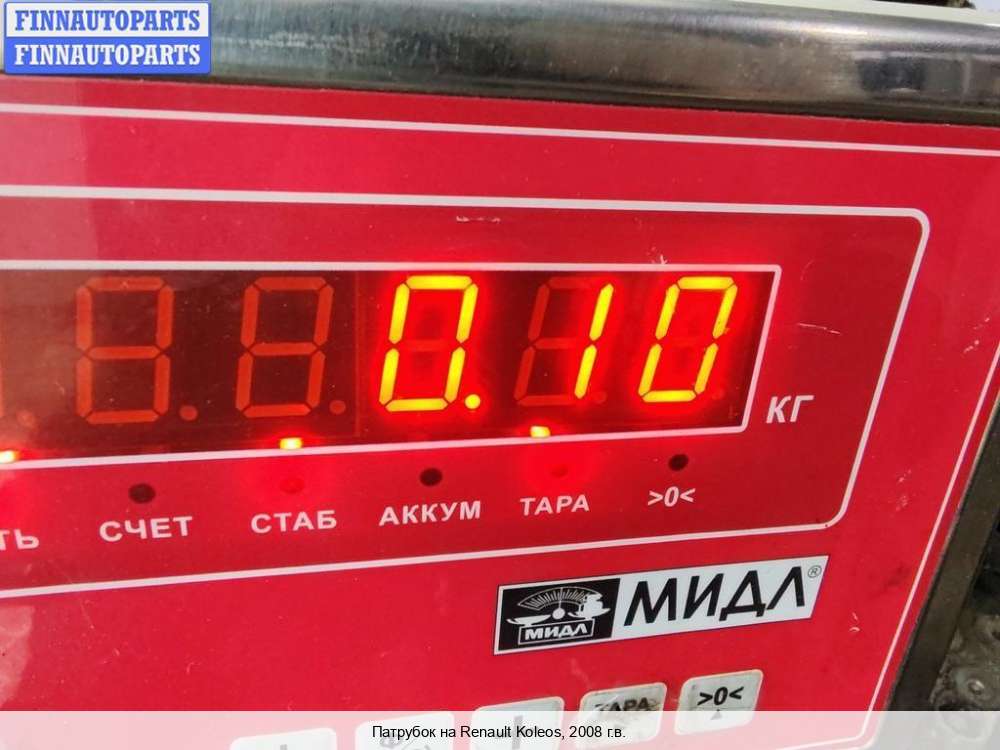 FINNAUTOPARTS
FINNAUTOPARTS
0.10
КГ
СЧЕТ СТАБ АККУМ ТАРА >0<
МИДЛ МИДЛ®
ТАРА >0<
Патрубок на Renault Koleos, 2008 г.в.